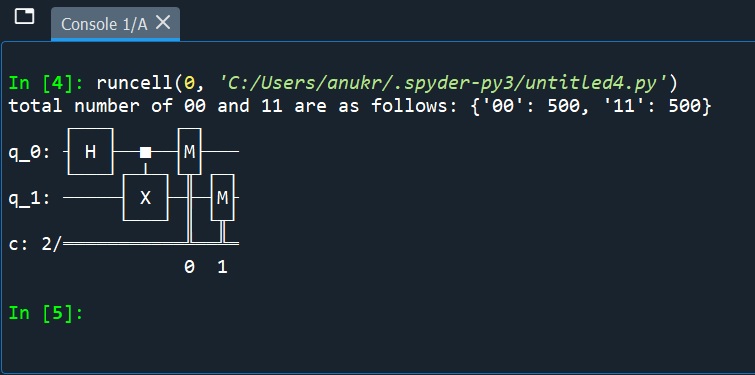 Console 1/A
In [4]: runcell(0, 'C:/Users/anukr/.spyder-py3/untitled4.py')
total number of 00 and 11 are as follows: {'00': 500, '11': 500}
q_0: H M
q_1: X M
c: 2/
0 1
In [5]: